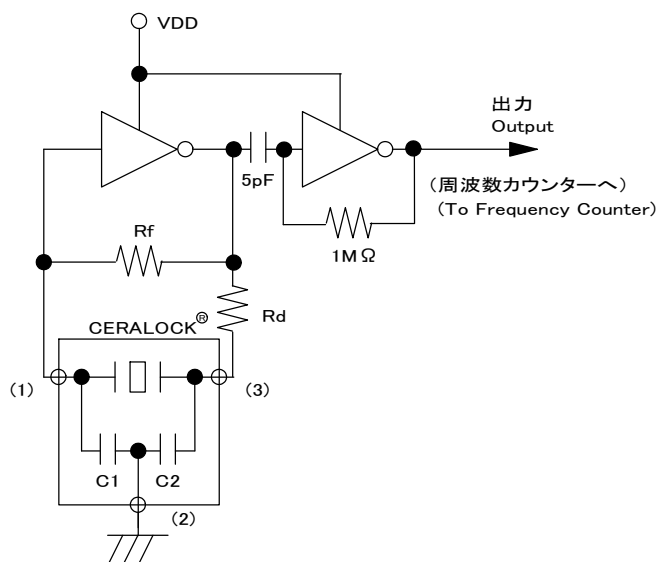 VDD
出力
Output
5pF
(周波数カウンターへ)
(To Frequency Counter)
Rf
1MΩ
Rd
CERALOCK®
(1)
(3)
C1
C2
(2)